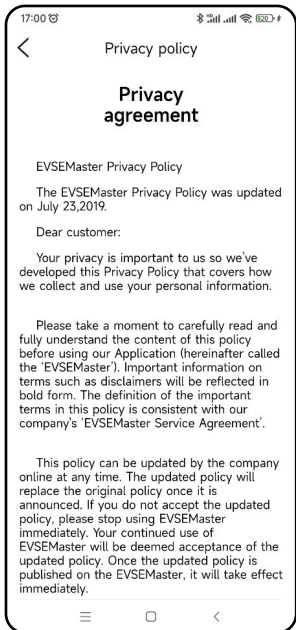 17:00
820
Privacy policy
Privacy
agreement
EVSEMaster Privacy Policy
The EVSEMaster Privacy Policy was updated
on July 23,2019.
Dear customer:
Your privacy is important to us so we've
developed this Privacy Policy that covers how
we collect and use your personal information.
Please take a moment to carefully read and
fully understand the content of this policy
before using our Application (hereinafter called
the 'EVSEMaster'). Important information on
terms such as disclaimers will be reflected in
bold form. The definition of the important
terms in this policy is consistent with our
company's 'EVSEMaster Service Agreement'.
This policy can be updated by the company
online at any time. The updated policy will
replace the original policy once it is
announced. If you do not accept the updated
policy, please stop using EVSEMaster
immediately. Your continued use of
EVSEMaster will be deemed acceptance of the
updated policy. Once the updated policy is
published on the EVSEMaster, it will take effect
immediately.